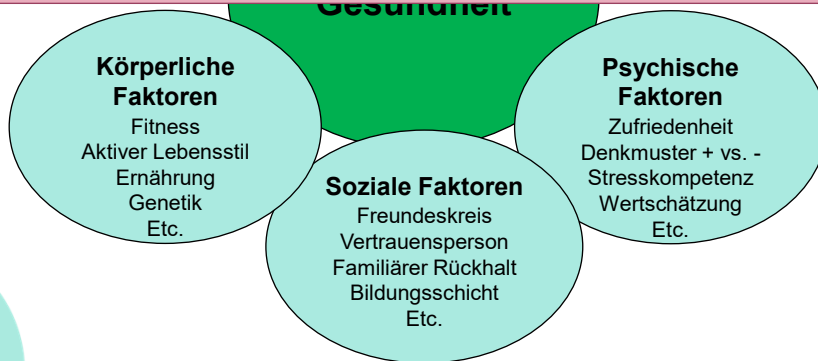 Gesundheit
Körperliche
Faktoren
Fitness
Aktiver Lebensstil
Ernährung
Genetik
Etc.
Soziale Faktoren
Freundeskreis
Vertrauensperson
Familiärer Rückhalt
Bildungsschicht
Etc.
Psychische
Faktoren
Zufriedenheit
Denkmuster + vs. -
Stresskompetenz
Wertschätzung
Etc.